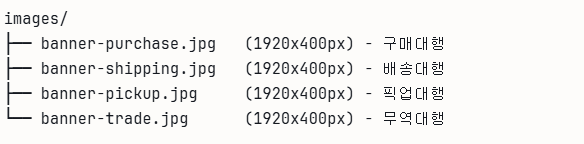 images/
├── banner-purchase.jpg   (1920x400px) - 구매대행
├── banner-shipping.jpg   (1920x400px) - 배송대행
├── banner-pickup.jpg     (1920x400px) - 픽업대행
└── banner-trade.jpg      (1920x400px) - 무역대행